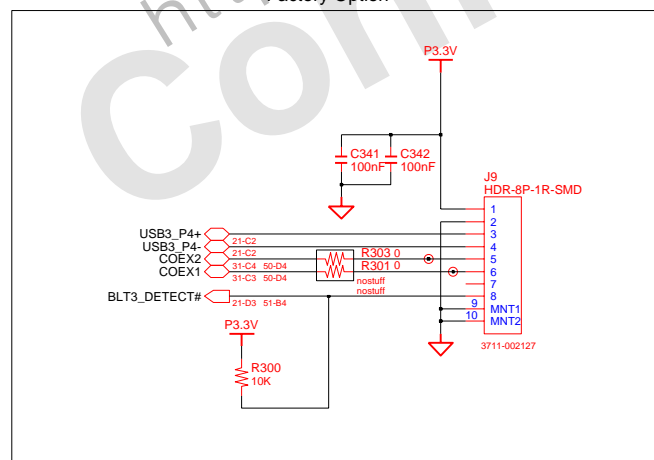 Factory Option
P3.3V
C341
100nF
C342
100nF
J9
HDR-8P-1R-SMD
1
2
USB3_P4+
21-C2
3
USB3_P4-
21-C2
4
COEX2
31-C4 50-D4
R303 0
5
COEX1
31-C3 50-D4
R301 0
6
nostuff
nostuff
7
BLT3_DETECT#
21-D3 51-B4
8
9
MNT1
10
MNT2
3711-002127
P3.3V
R300
10K